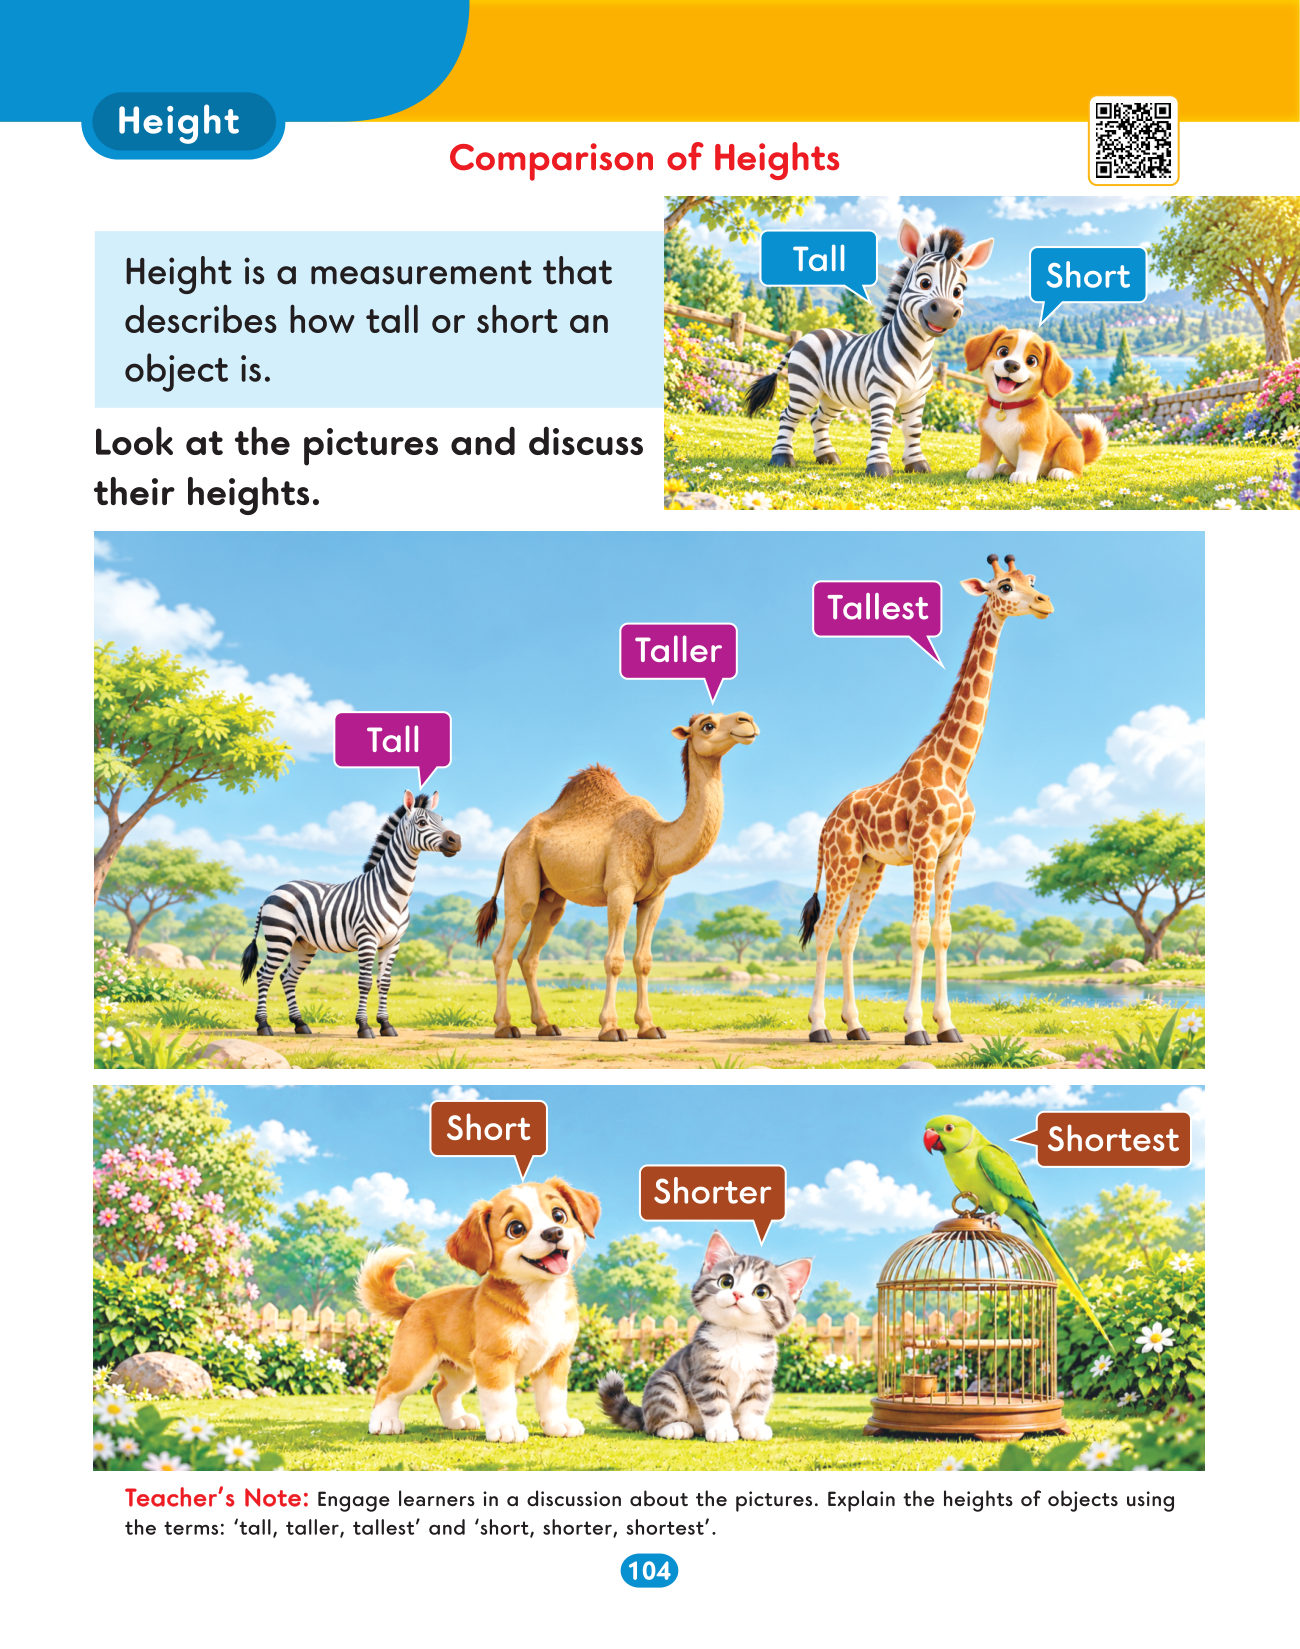 Height
Comparison of Heights
Height is a measurement that
describes how tall or short an
object is.
Tall
Short
Look at the pictures and discuss
their heights.
Tall
Taller
Tallest
Short
Shorter
Shortest
Teacher's Note: Engage learners in a discussion about the pictures. Explain the heights of objects using
the terms: ‘tall, taller, tallest’ and ‘short, shorter, shortest’.
104